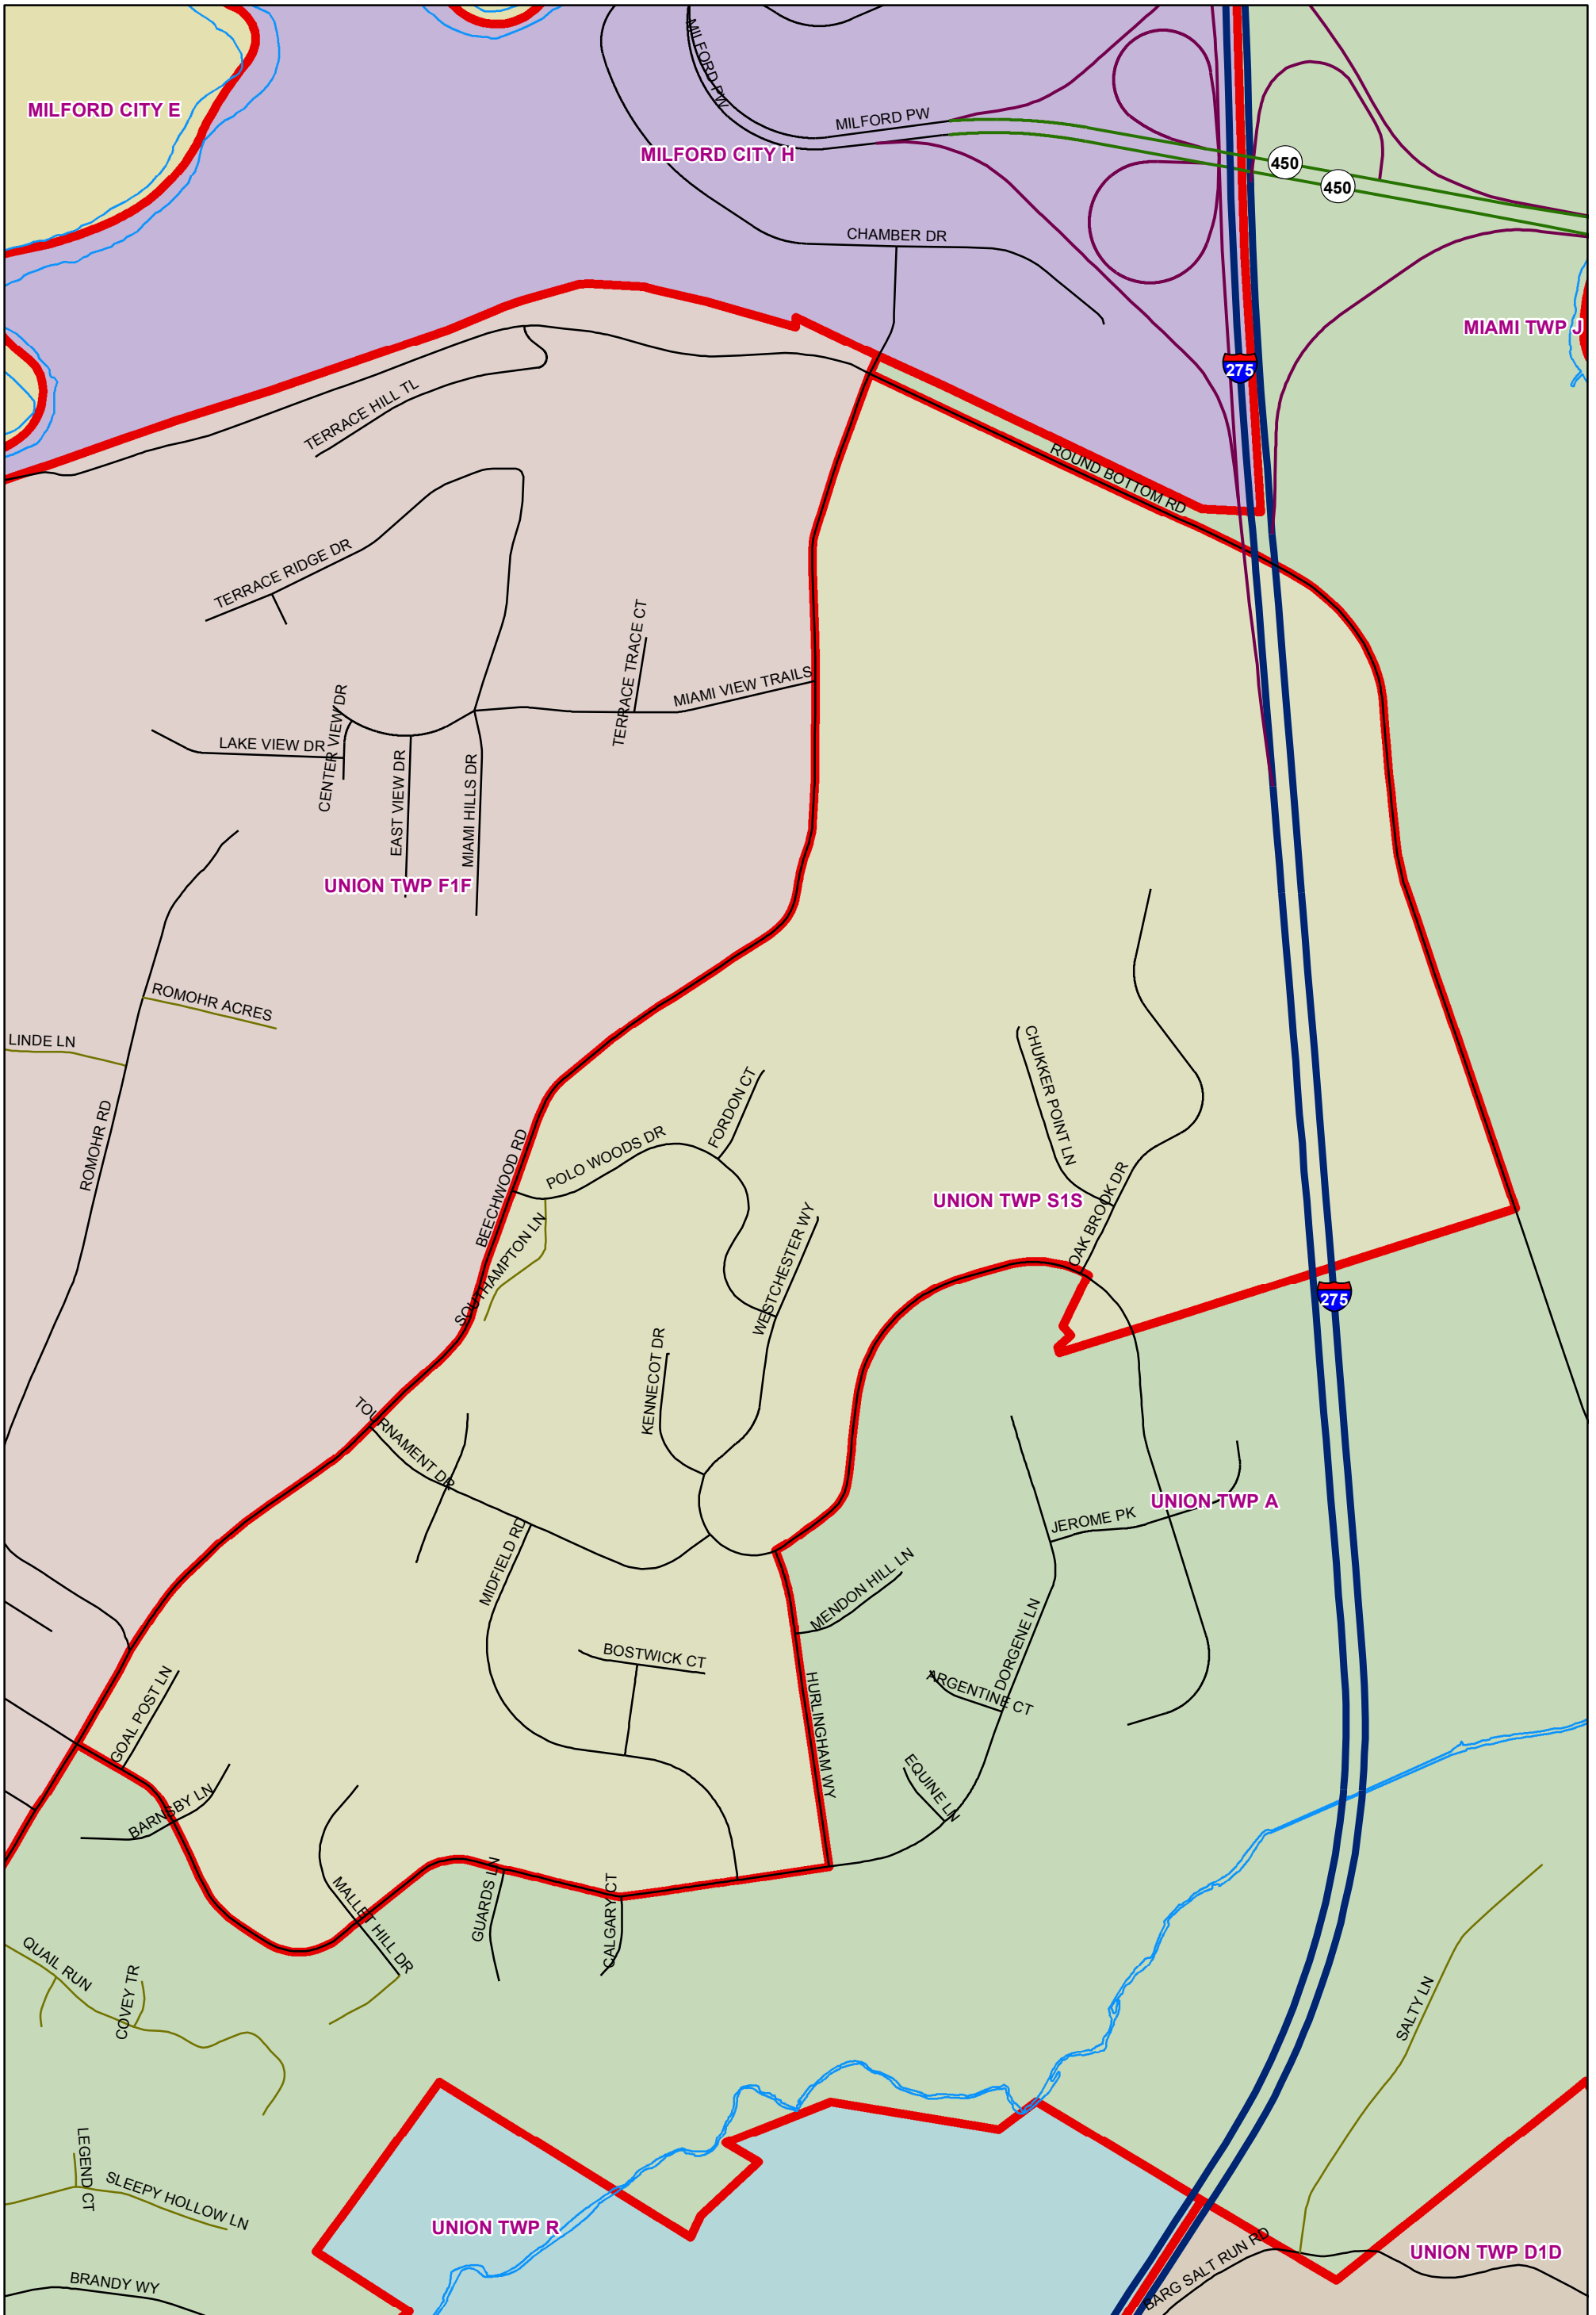 MILFORD PW
MILFORD CITY E
MILFORD PW
MILFORD CITY H
450
450
CHAMBER DR
MIAMI TWP J
275
TERRACE HILL TL
ROUND BOTTOM RD
TERRACE RIDGE DR
TERRACE TRACE CT
MIAMI VIEW TRAILS
CENTER VIEW DR
LAKE VIEW DR
EAST VIEW DR
MIAMI HILLS DR
UNION TWP F1F
ROMOHR ACRES
LINDE LN
ROMOHR RD
CHUKKER POINT LN
FORDON CT
POLO WOODS DR
BEECHWOOD RD
SOUTHAMPTON LN
UNION TWP S1S
OAK BROOK DR
WESTCHESTER WY
275
KENNECOT DR
TOURNAMENT DR
UNION TWP A
JEROME PK
MIDFIELD RD
MENDON HILL LN
BOSTWICK CT
DORGENE LN
HURLINGHAM WY
ARGENTINE CT
GOAL POST LN
EQUINE LN
BARNSBY LN
MALLET HILL DR
GUARDS LN
CALGARY CT
QUAIL RUN
COVEY TR
SALTY LN
LEGEND CT
SLEEPY HOLLOW LN
UNION TWP R
UNION TWP D1D
BARG SALT RUN RD
BRANDY WY